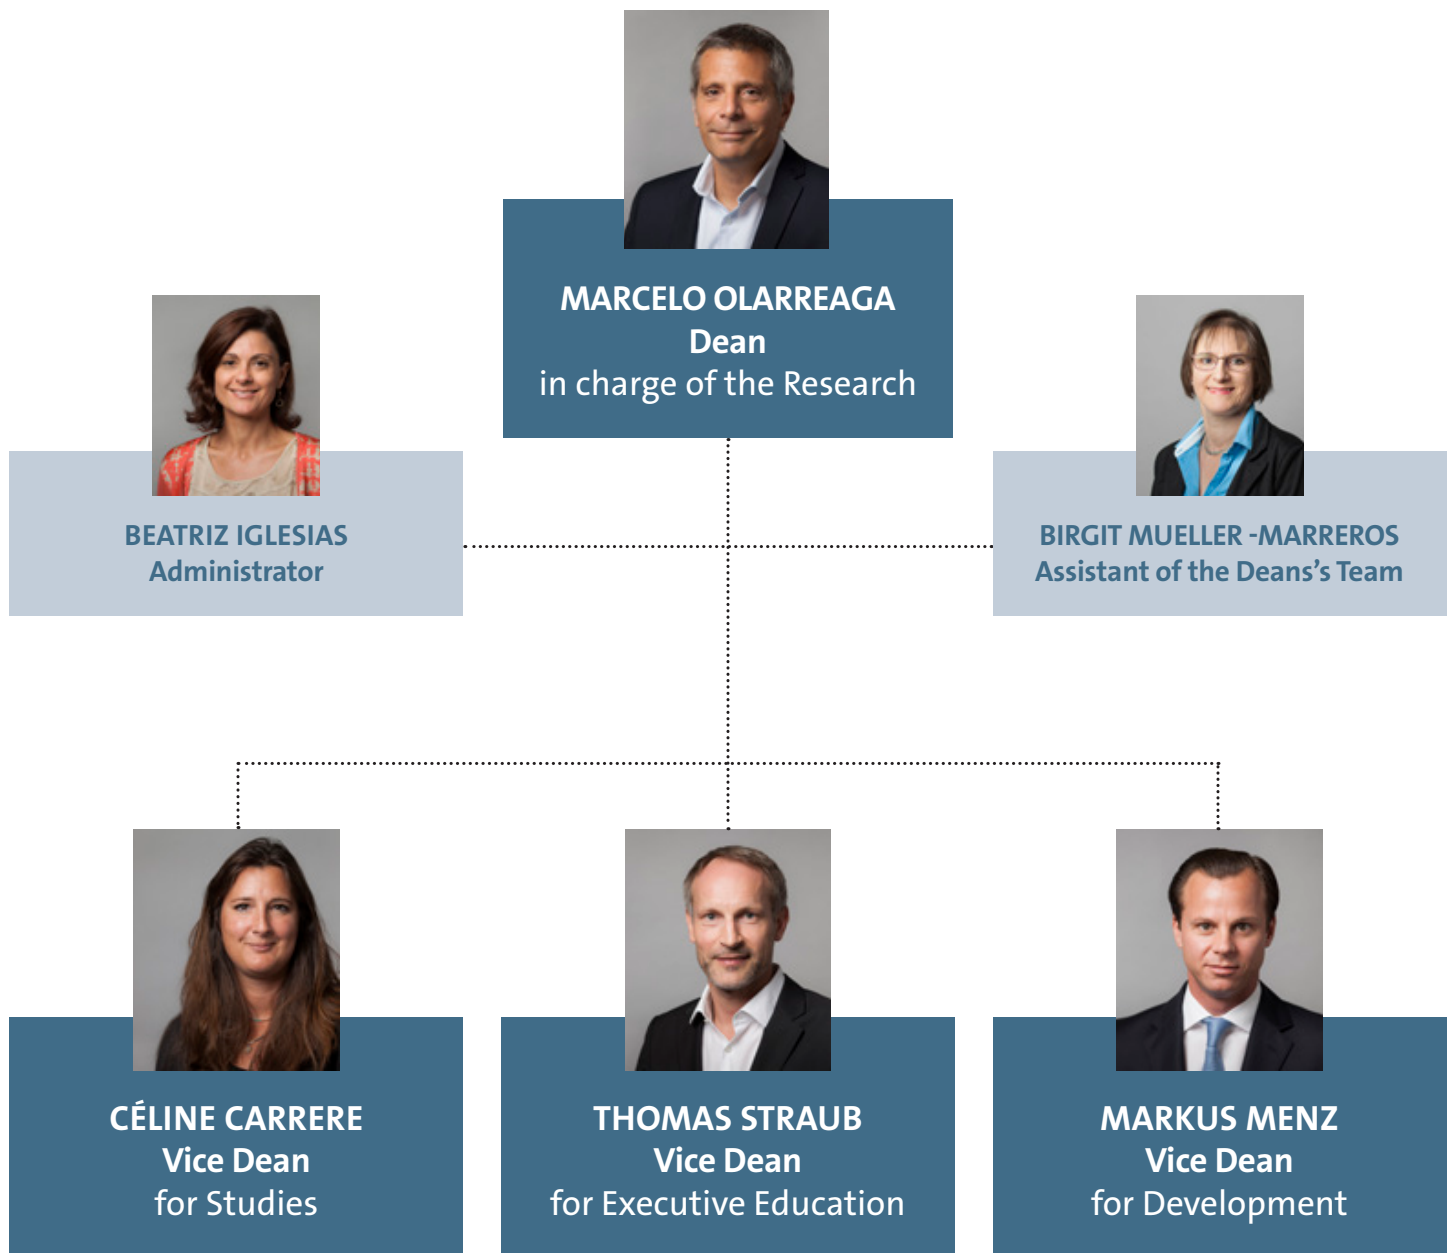 MARCELO OLARREAGA
Dean
in charge of the Research
BEATRIZ IGLESIAS
Administrator
BIRGIT MUELLER -MARREROS
Assistant of the Deans's Team
CÉLINE CARRERE
Vice Dean
for Studies
THOMAS STRAUB
Vice Dean
for Executive Education
MARKUS MENZ
Vice Dean
for Development